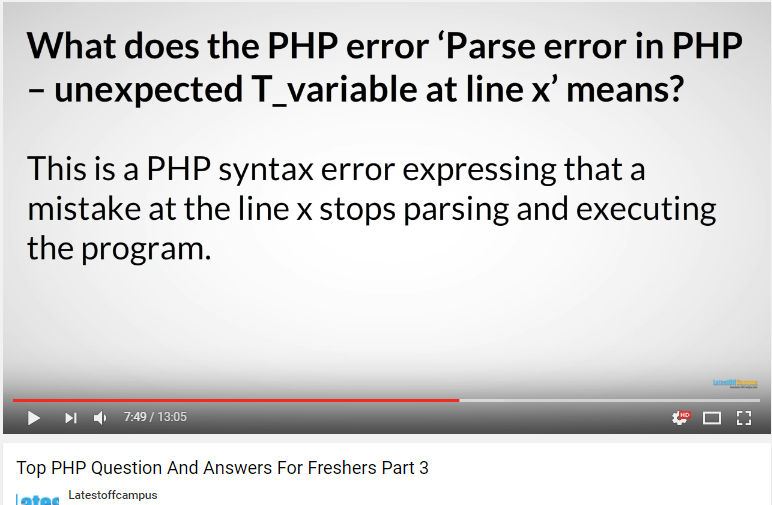 What does the PHP error ‘Parse error in PHP
– unexpected T_variable at line x’ means?
This is a PHP syntax error expressing that a
mistake at the line x stops parsing and executing
the program.
7:49 / 13:05
HD
Top PHP Question And Answers For Freshers Part 3
Latestoffcampus